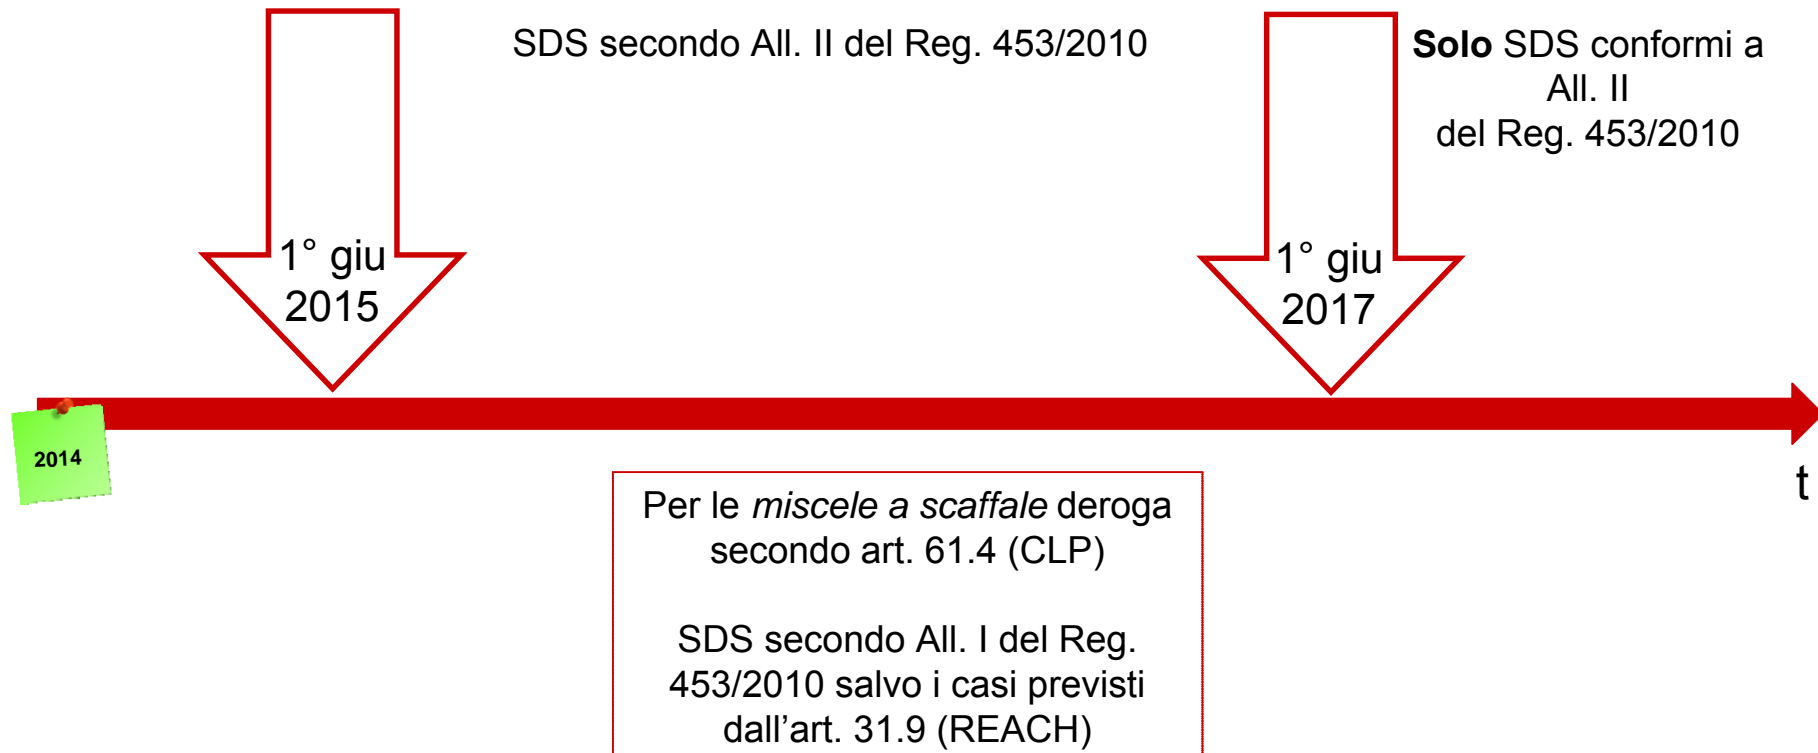 SDS secondo All. II del Reg. 453/2010
Solo SDS conformi a
All. II
del Reg. 453/2010
1° giu
2015
1° giu
2017
2014
t
Per le miscele a scaffale deroga
secondo art. 61.4 (CLP)
SDS secondo All. I del Reg.
453/2010 salvo i casi previsti
dall'art. 31.9 (REACH)